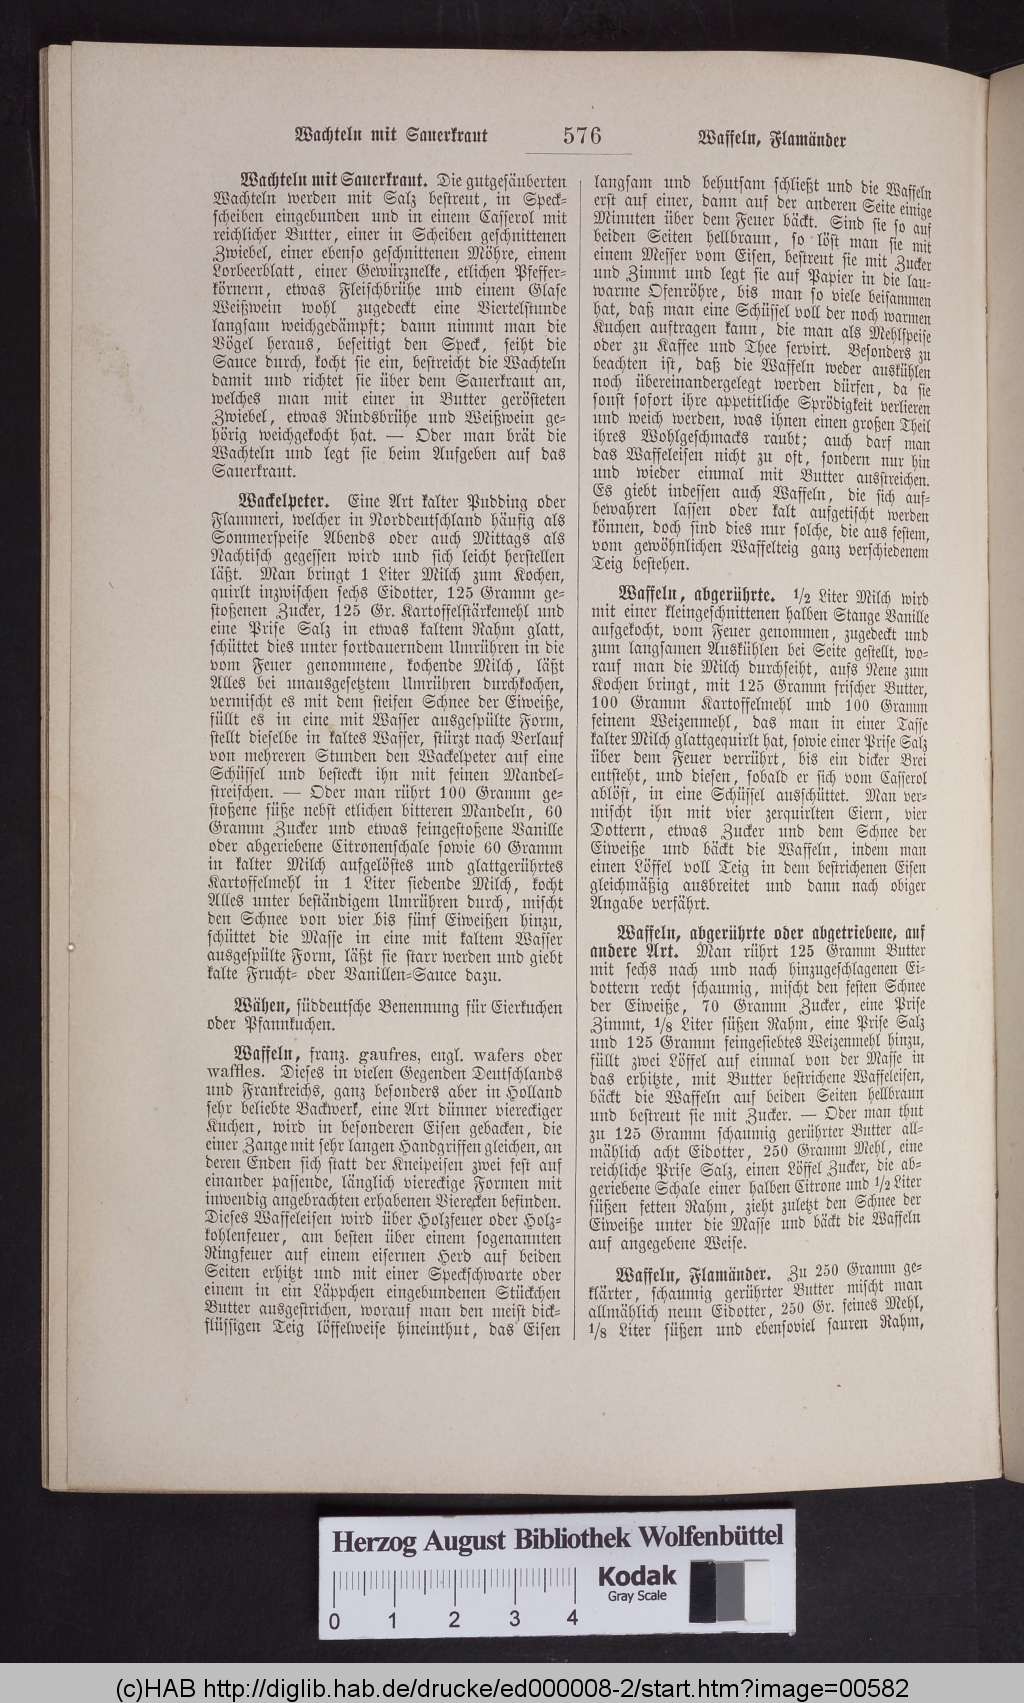 Wachteln mit Sauerkraut 576 Waffeln, Flamänder
Wachteln mit Sauerkraut. Die gutgesäuberten
Wachteln werden mit Salz bestreut, in Speck-
scheiben eingebunden und in einem Casserol mit
reichlicher Butter, einer in Scheiben geschnittenen
Zwiebel, einer ebenso geschnittenen Möhre, einem
Lorbeerblatt, einer Gewürznelke, etlichen Pfeffer-
körnern, etwas Fleischbrühe und einem Glase
Weißwein wohl zugedeckt eine Viertelstunde
langsam weichgedämpft; dann nimmt man die
Vögel heraus, beseitigt den Speck, seiht die
Sauce durch, kocht sie ein, bestreicht die Wachteln
damit und richtet sie über dem Sauerkraut an,
welches man mit einer in Butter gerösteten
Zwiebel, etwas Rindsbrühe und Weißwein ge-
hörig weichgekocht hat. — Oder man brät die
Wachteln und legt sie beim Aufgeben auf das
Sauerkraut.
Wackelpeter. Eine Art kalter Pudding oder
Flammeri, welcher in Norddeutschland häufig als
Sommerspeise Abends oder auch Mittags als
Nachtisch gegessen wird und sich leicht herstellen
läßt. Man bringt 1 Liter Milch zum Kochen,
quirlt inzwischen sechs Eidotter, 125 Gramm ge-
stoßenen Zucker, 125 Gr. Kartoffelstärkemehl und
eine Prise Salz in etwas kaltem Rahm glatt,
schüttet dies unter fortdauerndem Umrühren in die
vom Feuer genommene, kochende Milch, läßt
Alles bei unausgesetztem Umrühren durchkochen,
vermischt es mit dem steifen Schnee der Eiweiße,
füllt es in eine mit Wasser ausgespülte Form,
stellt dieselbe in kaltes Wasser, stürzt nach Verlauf
von mehreren Stunden den Wackelpeter auf eine
Schüssel und besteckt ihn mit feinen Mandel-
streifchen. — Oder man rührt 100 Gramm ge-
stoßene süße nebst etlichen bitteren Mandeln, 60
Gramm Zucker und etwas feingestoßene Vanille
oder abgeriebene Citronenschale sowie 60 Gramm
in kalter Milch aufgelöstes und glattgerührtes
Kartoffelmehl in 1 Liter siedende Milch, kocht
Alles unter beständigem Umrühren durch, mischt
den Schnee von vier bis fünf Eiweißen hinzu,
schüttet die Masse in eine mit kaltem Wasser
ausgespülte Form, läßt sie starr werden und giebt
kalte Frucht- oder Vanillen-Sauce dazu.
Wähen, süddeutsche Benennung für Eierkuchen
oder Pfannkuchen.
Waffeln, franz. gaufres, engl. wafers oder
waffles. Dieses in vielen Gegenden Deutschlands
und Frankreichs, ganz besonders aber in Holland
sehr beliebte Backwerk, eine Art dünner viereckiger
Kuchen, wird in besonderen Eisen gebacken, die
einer Zange mit sehr langen Handgriffen gleichen, an
deren Enden sich statt der Kneipeisen zwei fest auf
einander passende, länglich viereckige Formen mit
inwendig angebrachten erhabenen Vierecken befinden.
Dieses Waffeleisen wird über Holzfeuer oder Holz-
kohlenfeuer, am besten über einem sogenannten
Ringfeuer auf einem eisernen Herd auf beiden
Seiten erhitzt und mit einer Speckschwarte oder
einem in ein Läppchen eingebundenen Stückchen
Butter ausgestrichen, worauf man den meist dick-
flüssigen Teig löffelweise hineinthut, das Eisen
langsam und behutsam schließt und die Waffeln
erst auf einer, dann auf der anderen Seite einige
Minuten über dem Feuer bäckt. Sind sie so auf
beiden Seiten hellbraun, so löst man sie mit
einem Messer vom Eisen, bestreut sie mit Zucker
und Zimmt und legt sie auf Papier in die lau-
warme Ofenröhre, bis man so viele beisammen
hat, daß man eine Schüssel voll der noch warmen
Kuchen auftragen kann, die man als Mehlspeise
oder zu Kaffee und Thee servirt. Besonders zu
beachten ist, daß die Waffeln weder auskühlen
noch übereinandergelegt werden dürfen, da sie
sonst sofort ihre appetitliche Sprödigkeit verlieren
und weich werden, was ihnen einen großen Theil
ihres Wohlgeschmacks raubt; auch darf man
das Waffeleisen nicht zu oft, sondern nur hin
und wieder einmal mit Butter ausstreichen.
Es giebt indessen auch Waffeln, die sich auf-
bewahren lassen oder kalt aufgetischt werden
können, doch sind dies nur solche, die aus festem,
vom gewöhnlichen Waffelteig ganz verschiedenem
Teig bestehen.
Waffeln, abgerührte. 1/2 Liter Milch wird
mit einer kleingeschnittenen halben Stange Vanille
aufgekocht, vom Feuer genommen, zugedeckt und
zum langsamen Auskühlen bei Seite gestellt, wo-
rauf man die Milch durchseiht, aufs Neue zum
Kochen bringt, mit 125 Gramm frischer Butter,
100 Gramm Kartoffelmehl und 100 Gramm
feinem Weizenmehl, das man in einer Tasse
kalter Milch glattgequirlt hat, sowie einer Prise Salz
über dem Feuer verrührt, bis ein dicker Brei
entsteht, und diesen, sobald er sich vom Casserol
ablöst, in eine Schüssel ausschüttet. Man ver-
mischt ihn mit vier zerquirlten Eiern, vier
Dottern, etwas Zucker und dem Schnee der
Eiweiße und bäckt die Waffeln, indem man
einen Löffel voll Teig in dem bestrichenen Eisen
gleichmäßig ausbreitet und dann nach obiger
Angabe verfährt.
Waffeln, abgerührte oder abgetriebene, auf
andere Art. Man rührt 125 Gramm Butter
mit sechs nach und nach hinzugeschlagenen Ei-
dottern recht schaumig, mischt den festen Schnee
der Eiweiße, 70 Gramm Zucker, eine Prise
Zimmt, 1/8 Liter süßen Rahm, eine Prise Salz
und 125 Gramm feingesiebtes Weizenmehl hinzu,
füllt zwei Löffel auf einmal von der Masse in
das erhitzte, mit Butter bestrichene Waffeleisen,
bäckt die Waffeln auf beiden Seiten hellbraun
und bestreut sie mit Zucker. — Oder man thut
zu 125 Gramm schaumig gerührter Butter all-
mählich acht Eidotter, 250 Gramm Mehl, eine
reichliche Prise Salz, einen Löffel Zucker, die ab-
geriebene Schale einer halben Citrone und 1/2 Liter
süßen fetten Rahm, zieht zuletzt den Schnee der
Eiweiße unter die Masse und bäckt die Waffeln
auf angegebene Weise.
Waffeln, Flamänder. Zu 250 Gramm ge-
klärter, schaumig gerührter Butter mischt man
allmählich neun Eidotter, 250 Gr. feines Mehl,
1/8 Liter süßen und ebensoviel sauren Rahm,
Herzog August Bibliothek Wolfenbüttel
Kodak
Gray Scale
0 1 2 3 4
(c)HAB http://diglib.hab.de/drucke/ed000008-2/start.htm?image=00582